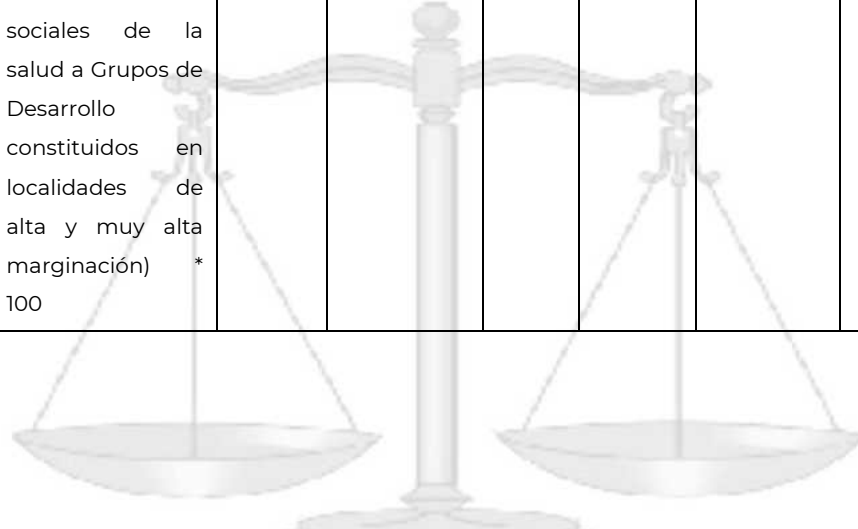 sociales de la
salud a Grupos de
Desarrollo
constituidos en
localidades de
alta y muy alta
marginación) *
100